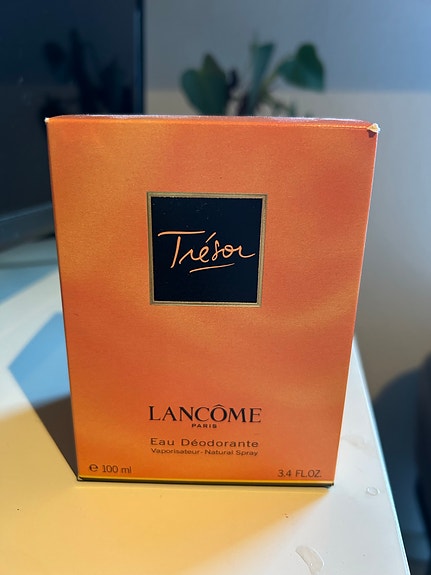 Trésor
LANCÔME
PARIS
Eau Déodorante
Vaporisateur-Natural Spray
℮ 100 ml 3.4 FL.OZ.